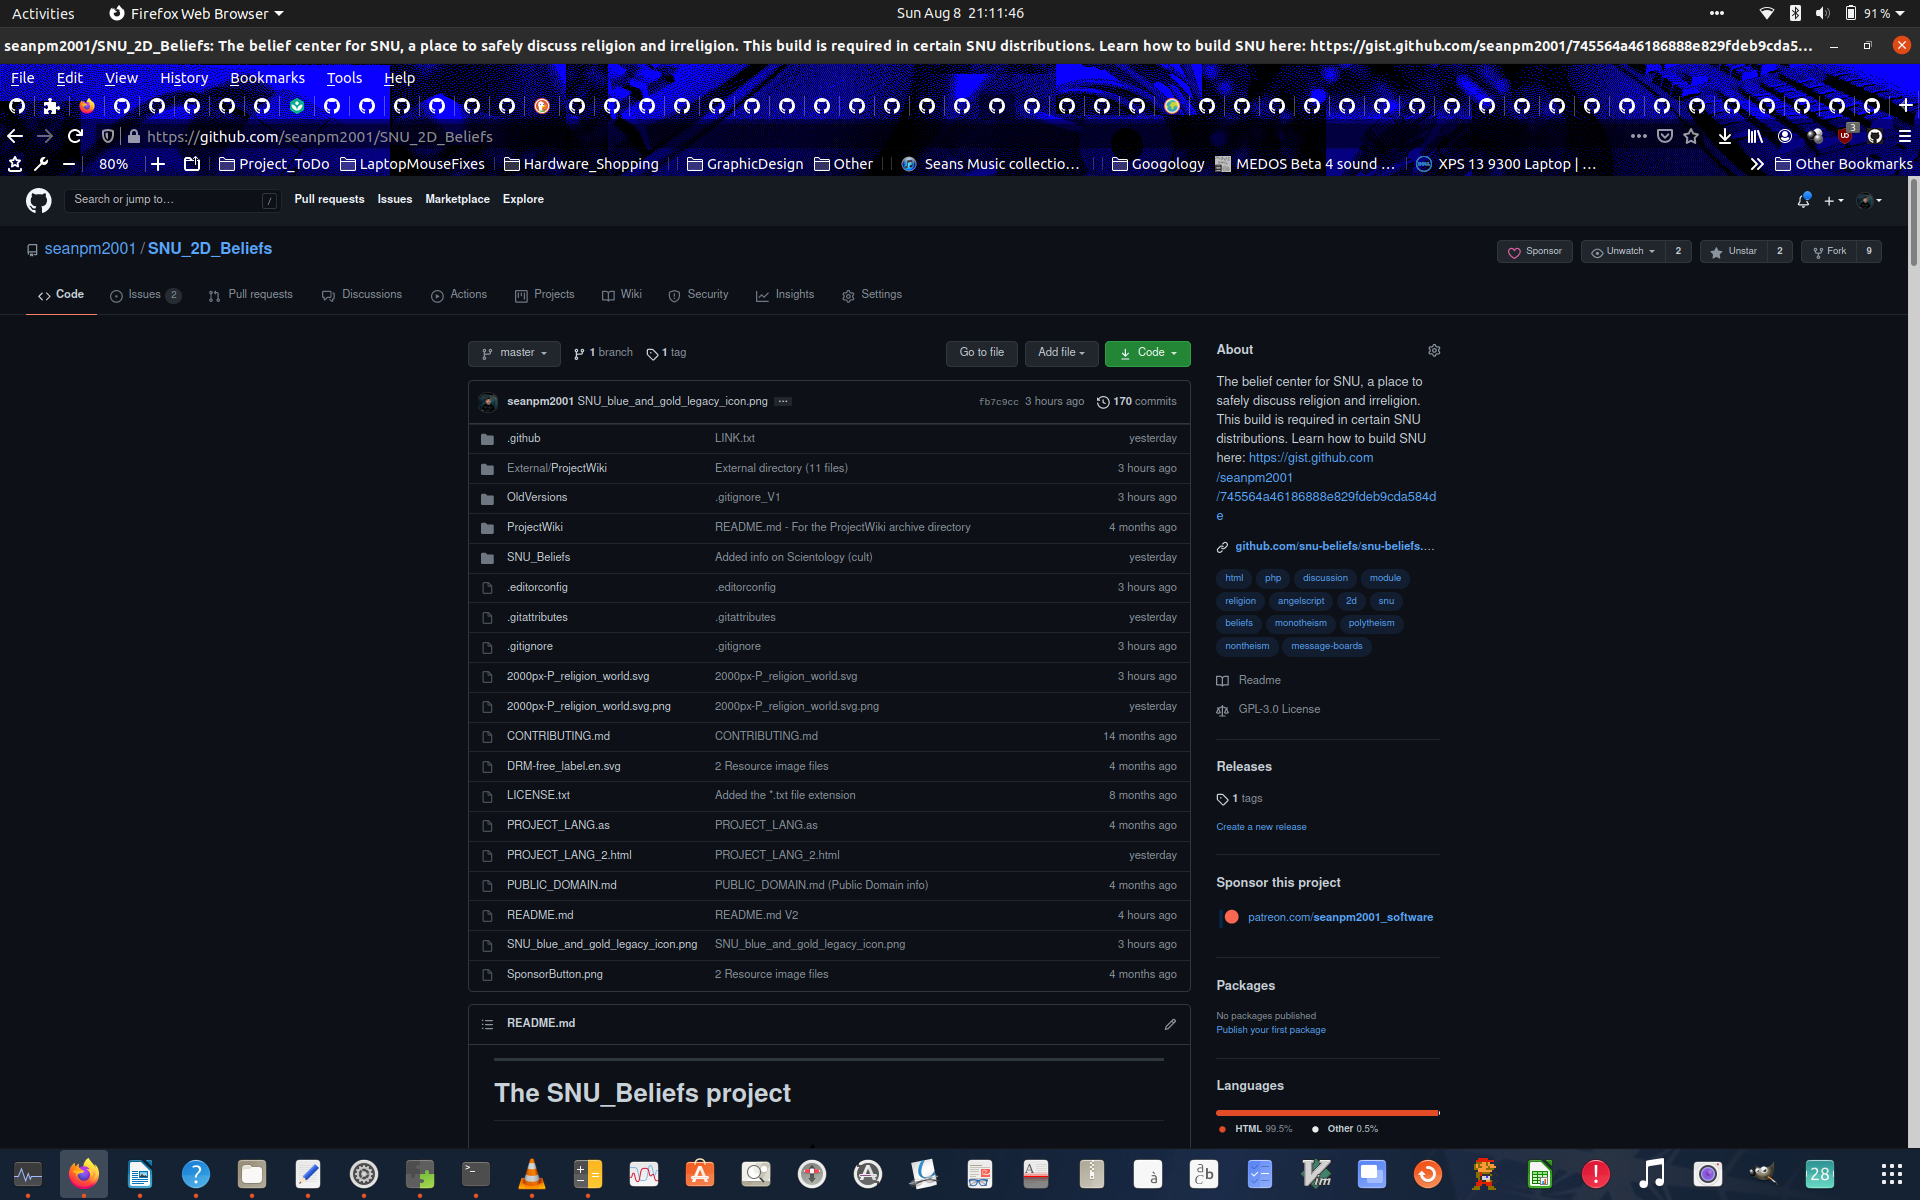 Activities Firefox Web Browser Sun Aug 8 21:11:46 91 %
seanpm2001/SNU_2D_Beliefs: The belief center for SNU, a place to safely discuss religion and irreligion. This build is required in certain SNU distributions. Learn how to build SNU here: https://gist.github.com/seanpm2001/745564a46186888e829fdeb9cda5...
File Edit View History Bookmarks Tools Help
https://github.com/seanpm2001/SNU_2D_Beliefs 3
80% Project_ToDo LaptopMouseFixes Hardware_Shopping GraphicDesign Other Seans Music collectio... Googology MEDOS Beta 4 sound ... XPS 13 9300 Laptop | ... Other Bookmarks
Search or jump to... / Pull requests Issues Marketplace Explore
seanpm2001 / SNU_2D_Beliefs Sponsor Unwatch 2 Unstar 2 Fork 9
Code Issues 2 Pull requests Discussions Actions Projects Wiki Security Insights Settings
master 1 branch 1 tag Go to file Add file Code
seanpm2001 SNU_blue_and_gold_legacy_icon.png ... fb7c9cc 3 hours ago 170 commits
.github LINK.txt yesterday
External/ProjectWiki External directory (11 files) 3 hours ago
OldVersions .gitignore_V1 3 hours ago
ProjectWiki README.md - For the ProjectWiki archive directory 4 months ago
SNU_Beliefs Added info on Scientology (cult) yesterday
.editorconfig .editorconfig 3 hours ago
.gitattributes .gitattributes yesterday
.gitignore .gitignore 3 hours ago
2000px-P_religion_world.svg 2000px-P_religion_world.svg 3 hours ago
2000px-P_religion_world.svg.png 2000px-P_religion_world.svg.png yesterday
CONTRIBUTING.md CONTRIBUTING.md 14 months ago
DRM-free_label.en.svg 2 Resource image files 4 months ago
LICENSE.txt Added the *.txt file extension 8 months ago
PROJECT_LANG.as PROJECT_LANG.as 4 months ago
PROJECT_LANG_2.html PROJECT_LANG_2.html yesterday
PUBLIC_DOMAIN.md PUBLIC_DOMAIN.md (Public Domain info) 4 months ago
README.md README.md V2 4 hours ago
SNU_blue_and_gold_legacy_icon.png SNU_blue_and_gold_legacy_icon.png 3 hours ago
SponsorButton.png 2 Resource image files 4 months ago
README.md
The SNU_Beliefs project
About
The belief center for SNU, a place to
safely discuss religion and irreligion.
This build is required in certain SNU
distributions. Learn how to build SNU
here: https://gist.github.com
/seanpm2001
/745564a46186888e829fdeb9cda584d
e
github.com/snu-beliefs/snu-beliefs....
html php discussion module
religion angelscript 2d snu
beliefs monotheism polytheism
nontheism message-boards
Readme
GPL-3.0 License
Releases
1 tags
Create a new release
Sponsor this project
patreon.com/seanpm2001_software
Packages
No packages published
Publish your first package
Languages
HTML 99.5% Other 0.5%
28